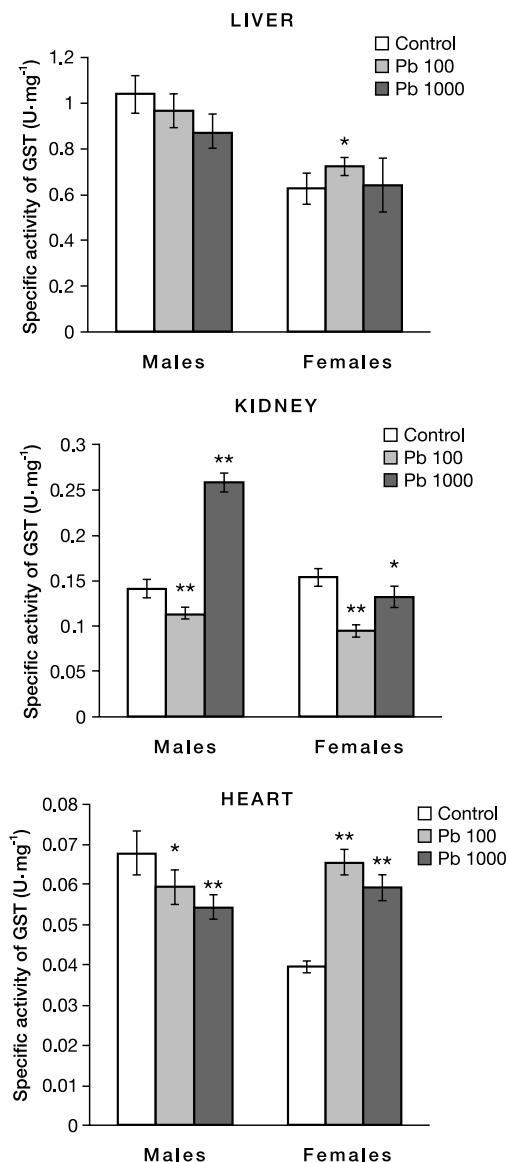 LIVER
Control
Pb 100
Pb 1000
Specific activity of GST (U·mg⁻¹)
1.2
1
0.8
0.6
0.4
0.2
0
*
Males
Females
KIDNEY
Control
Pb 100
Pb 1000
Specific activity of GST (U·mg⁻¹)
0.3
0.25
0.2
0.15
0.1
0.05
0
**
**
**
*
Males
Females
HEART
Control
Pb 100
Pb 1000
Specific activity of GST (U·mg⁻¹)
0.08
0.07
0.06
0.05
0.04
0.03
0.02
0.01
0
*
**
**
**
Males
Females